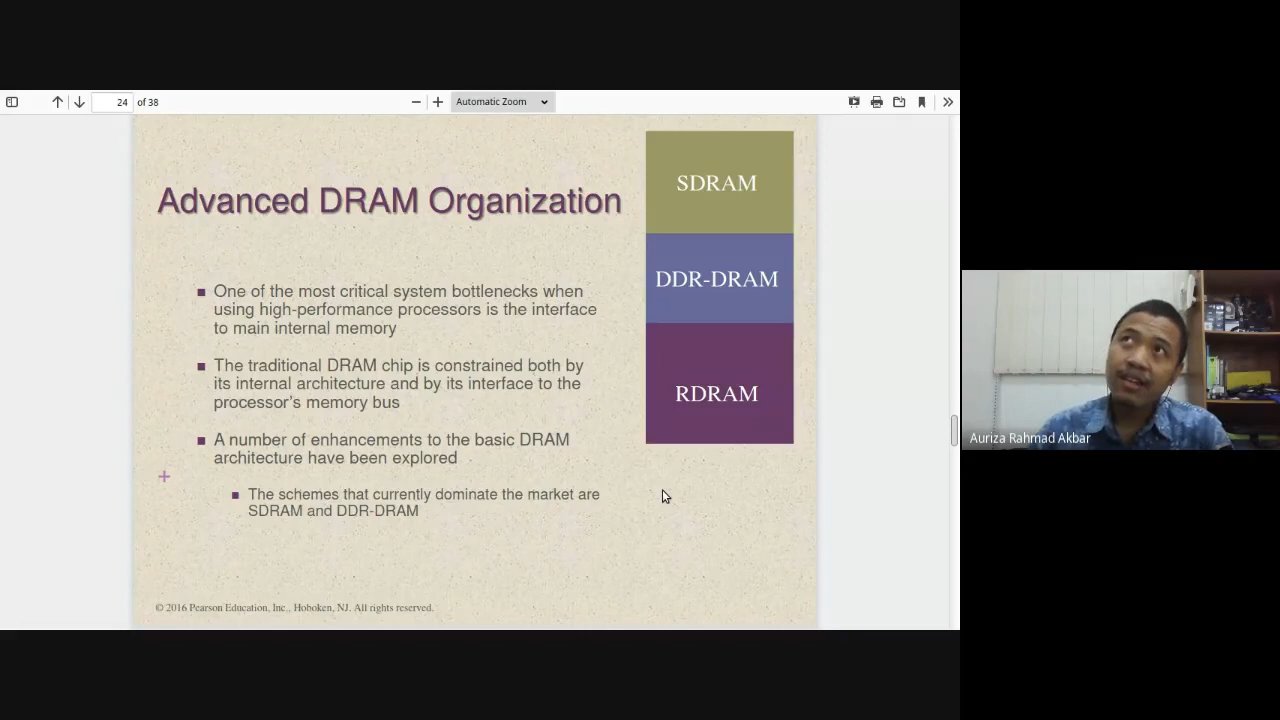 24 of 38
Automatic Zoom
SDRAM
Advanced DRAM Organization
DDR-DRAM
One of the most critical system bottlenecks when
using high-performance processors is the interface
to main internal memory
The traditional DRAM chip is constrained both by
its internal architecture and by its interface to the
processor's memory bus
RDRAM
A number of enhancements to the basic DRAM
architecture have been explored
+
The schemes that currently dominate the market are
SDRAM and DDR-DRAM
© 2016 Pearson Education, Inc., Hoboken, NJ. All rights reserved.
Auriza Rahmad Akbar